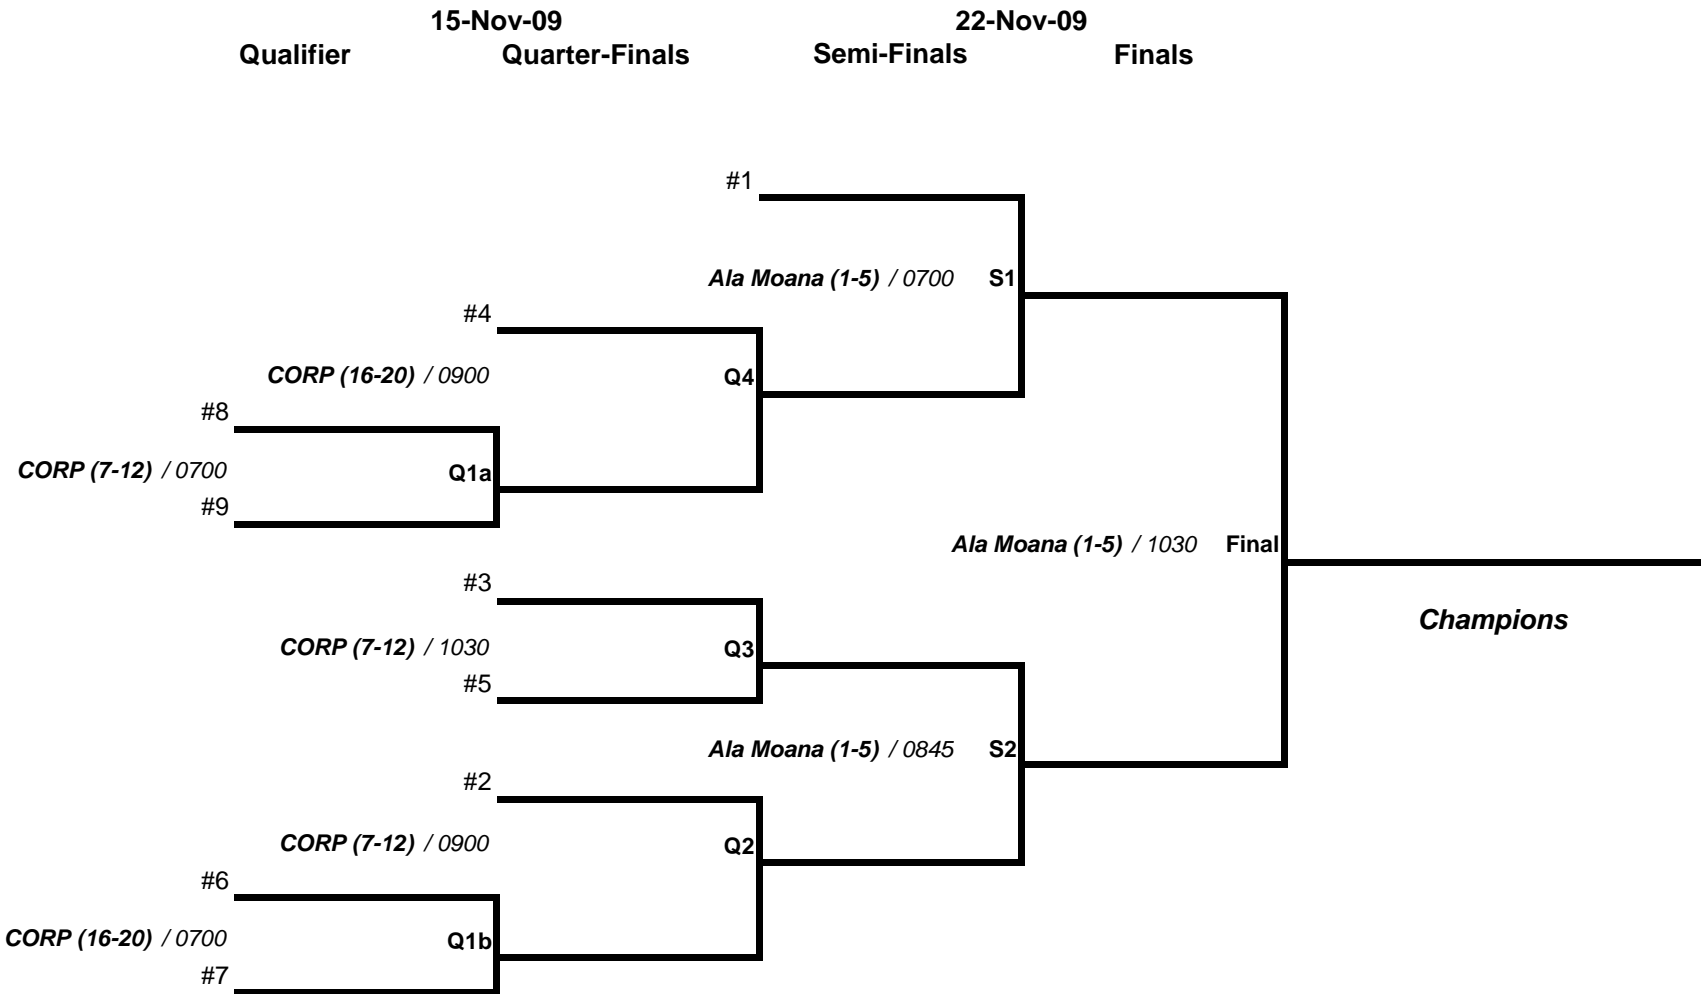 15-Nov-09 22-Nov-09
Qualifier Quarter-Finals Semi-Finals Finals
#1
Ala Moana (1-5) / 0700 S1
#4
CORP (16-20) / 0900 Q4
#8
CORP (7-12) / 0700 Q1a
#9
Ala Moana (1-5) / 1030 Final
#3
Champions
CORP (7-12) / 1030 Q3
#5
Ala Moana (1-5) / 0845 S2
#2
CORP (7-12) / 0900 Q2
#6
CORP (16-20) / 0700 Q1b
#7